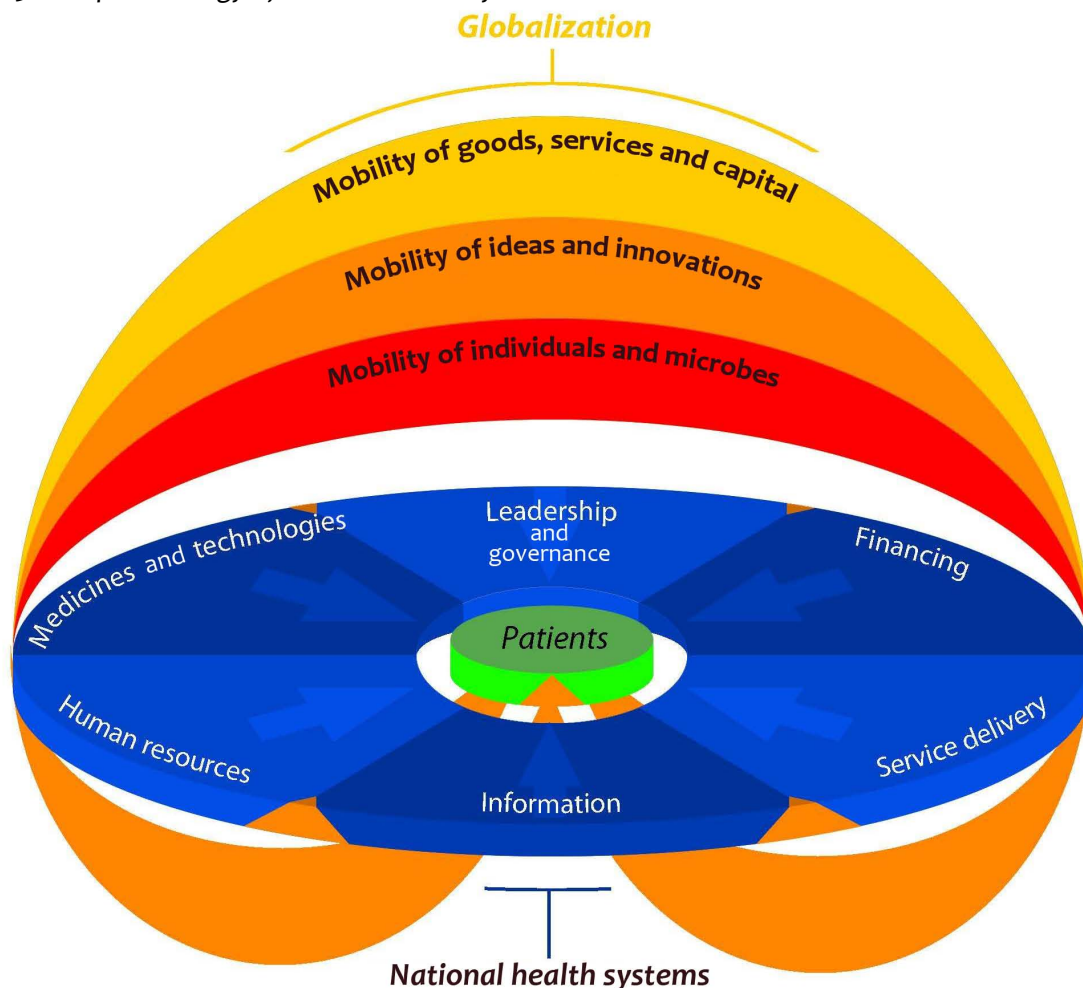 Globalization
Mobility of goods, services and capital
Mobility of ideas and innovations
Mobility of individuals and microbes
Medicines and technologies
Leadership
and
governance
Financing
Patients
Human resources
Service delivery
Information
National health systems